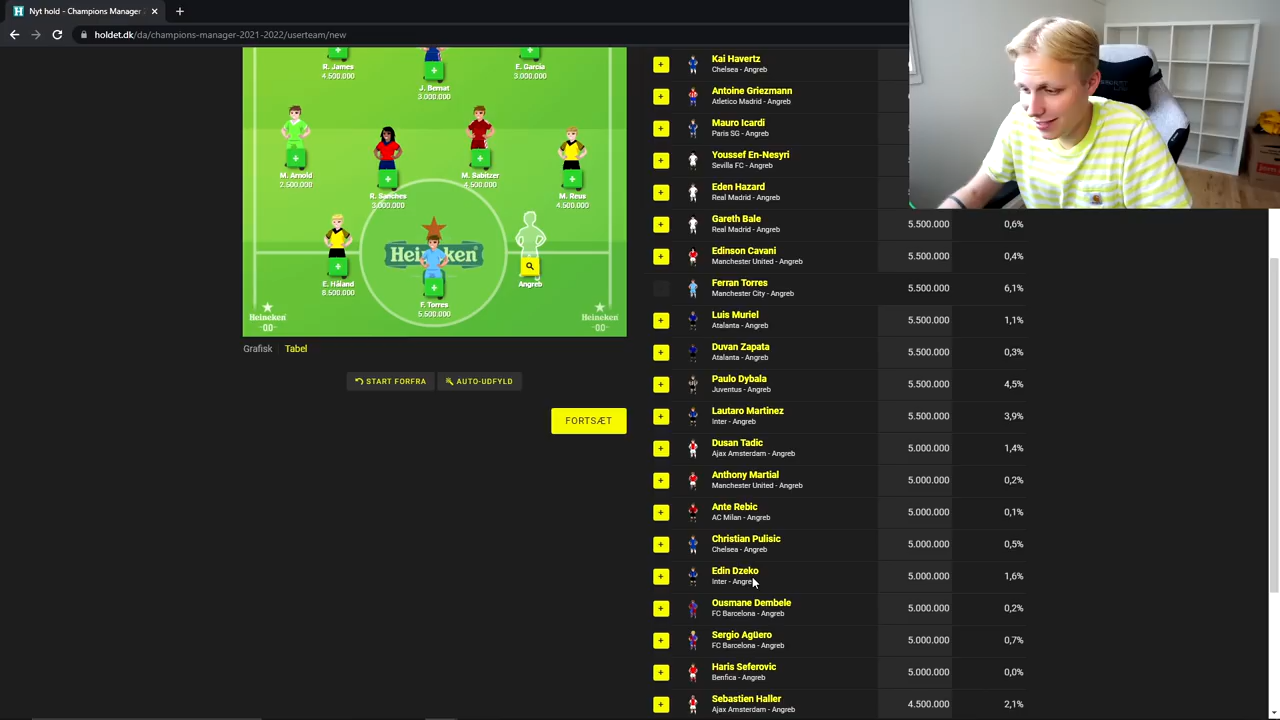 Nyt hold - Champions Manager
holdet.dk/da/champions-manager-2021-2022/userteam/new
R. James
4.500.000
J. Bernat
3.000.000
E. Garcia
3.000.000
M. Arnold
2.500.000
R. Sanches
3.000.000
M. Sabitzer
4.500.000
M. Reus
4.500.000
Heineken
E. Håland
8.500.000
F. Torres
5.500.000
Angreb
Heineken
0.0
Heineken
0.0
Grafisk Tabel
START FORFRA
AUTO-UDFYLD
FORTSÆT
Kai Havertz
Chelsea - Angreb
Antoine Griezmann
Atletico Madrid - Angreb
Mauro Icardi
Paris SG - Angreb
Youssef En-Nesyri
Sevilla FC - Angreb
Eden Hazard
Real Madrid - Angreb
Gareth Bale
Real Madrid - Angreb
5.500.000 0,6%
Edinson Cavani
Manchester United - Angreb
5.500.000 0,4%
Ferran Torres
Manchester City - Angreb
5.500.000 6,1%
Luis Muriel
Atalanta - Angreb
5.500.000 1,1%
Duvan Zapata
Atalanta - Angreb
5.500.000 0,3%
Paulo Dybala
Juventus - Angreb
5.500.000 4,5%
Lautaro Martinez
Inter - Angreb
5.500.000 3,9%
Dusan Tadic
Ajax Amsterdam - Angreb
5.000.000 1,4%
Anthony Martial
Manchester United - Angreb
5.000.000 0,2%
Ante Rebic
AC Milan - Angreb
5.000.000 0,1%
Christian Pulisic
Chelsea - Angreb
5.000.000 0,5%
Edin Dzeko
Inter - Angreb
5.000.000 1,6%
Ousmane Dembele
FC Barcelona - Angreb
5.000.000 0,2%
Sergio Agüero
FC Barcelona - Angreb
5.000.000 0,7%
Haris Seferovic
Benfica - Angreb
5.000.000 0,0%
Sebastien Haller
Ajax Amsterdam - Angreb
4.500.000 2,1%